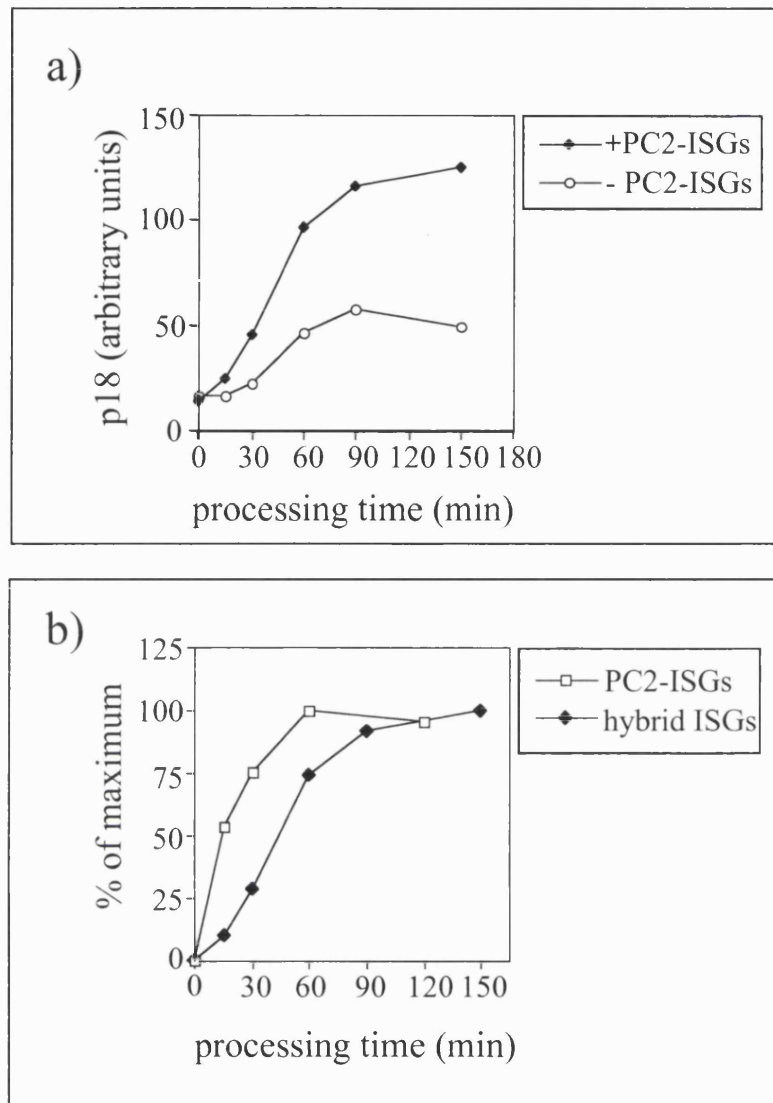 a)
p18 (arbitrary units)
150
100
50
0
0 30 60 90 120 150 180
processing time (min)
+PC2-ISGs
- PC2-ISGs
b)
% of maximum
125
100
75
50
25
0
0 30 60 90 120 150
processing time (min)
PC2-ISGs
hybrid ISGs